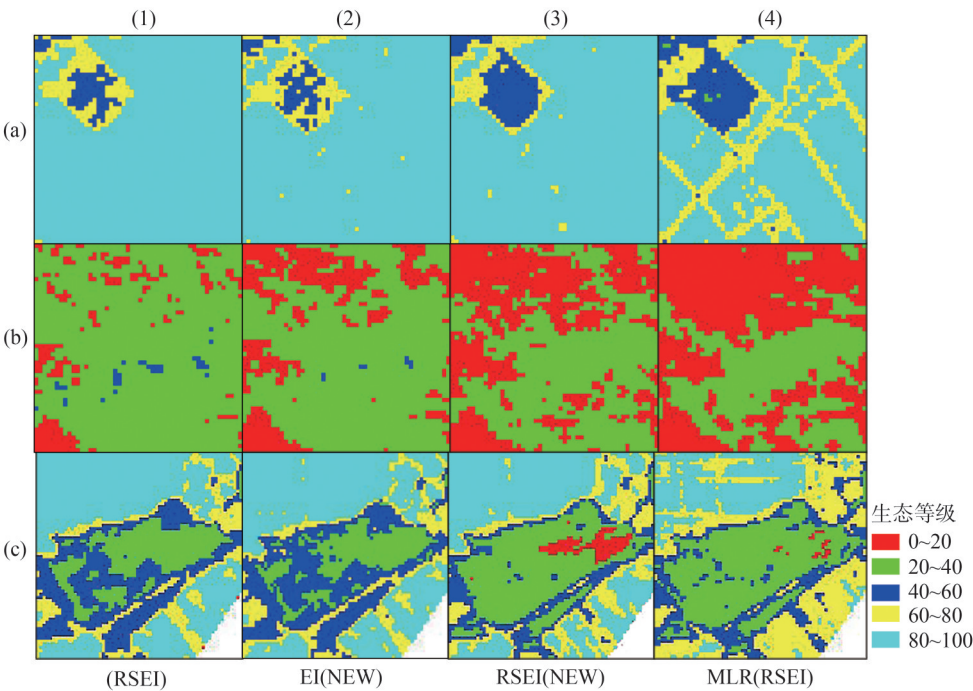 (1) (2) (3) (4)
(a)
(b)
(c)
生态等级
0~20
20~40
40~60
60~80
80~100
(RSEI) EI(NEW) RSEI(NEW) MLR(RSEI)